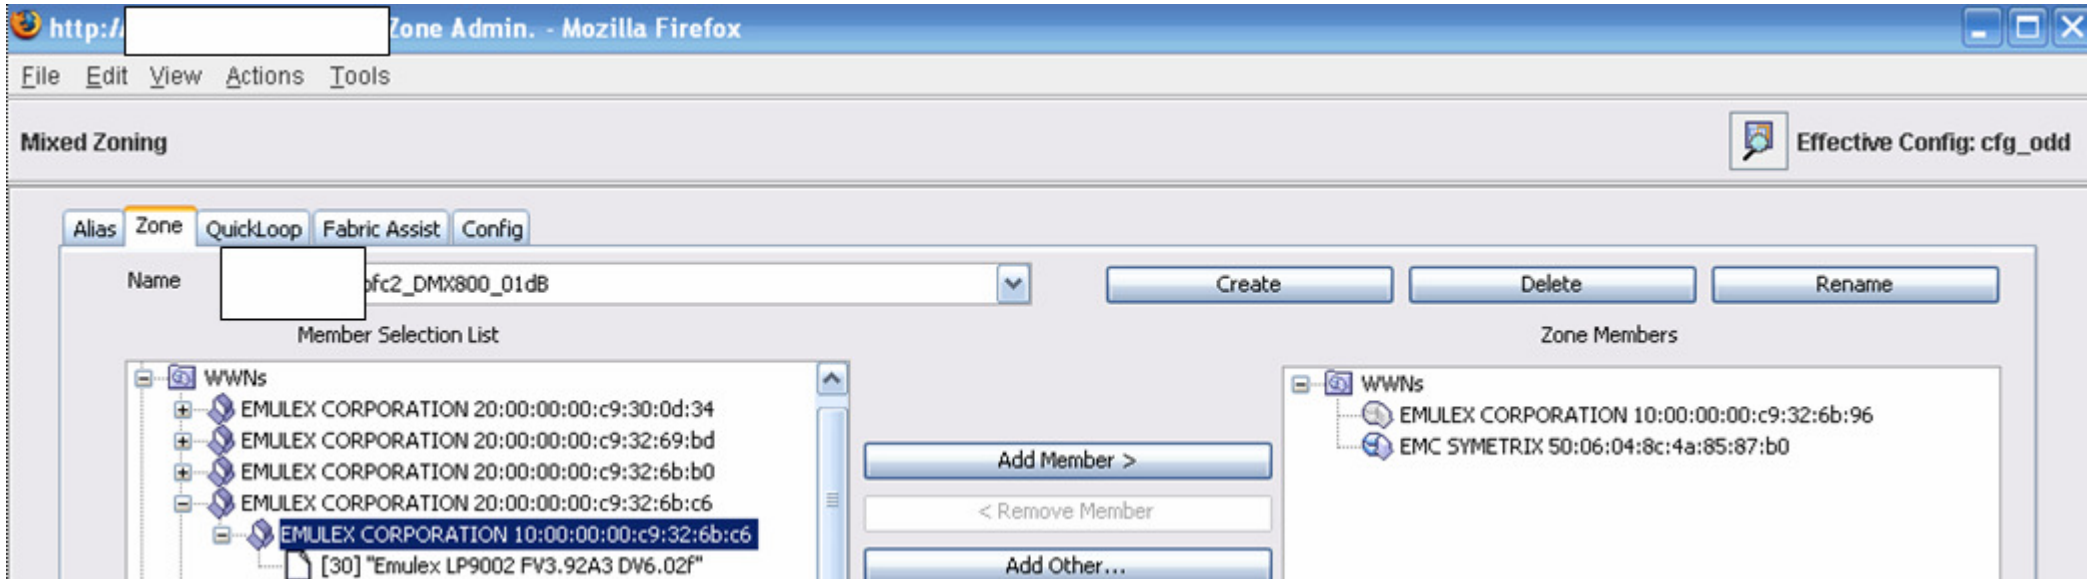 http:/ Zone Admin. - Mozilla Firefox
File Edit View Actions Tools
Mixed Zoning
Effective Config: cfg_odd
Alias Zone QuickLoop Fabric Assist Config
Name
ofc2_DMX800_01dB
Create Delete Rename
Member Selection List
Zone Members
WWNs
EMULEX CORPORATION 20:00:00:00:c9:30:0d:34
EMULEX CORPORATION 20:00:00:00:c9:32:69:bd
EMULEX CORPORATION 20:00:00:00:c9:32:6b:b0
EMULEX CORPORATION 20:00:00:00:c9:32:6b:c6
EMULEX CORPORATION 10:00:00:00:c9:32:6b:c6
[30] "Emulex LP9002 FV3.92A3 DV6.02f"
Add Member >
< Remove Member
Add Other...
WWNs
EMULEX CORPORATION 10:00:00:00:c9:32:6b:96
EMC SYMETRIX 50:06:04:8c:4a:85:87:b0